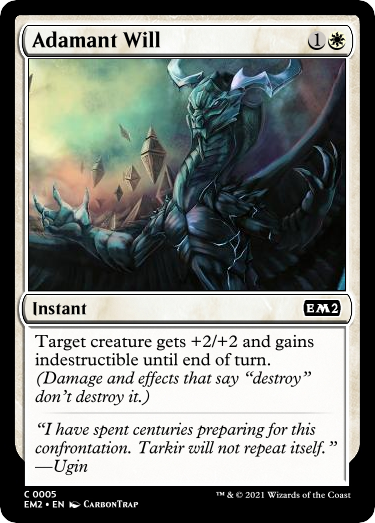 Adamant Will 1
Instant EM2
Target creature gets +2/+2 and gains
indestructible until end of turn.
(Damage and effects that say “destroy”
don’t destroy it.)
“I have spent centuries preparing for this
confrontation. Tarkir will not repeat itself.”
—Ugin
C 0005
EM2 • EN CarbonTrap ™ & © 2021 Wizards of the Coast